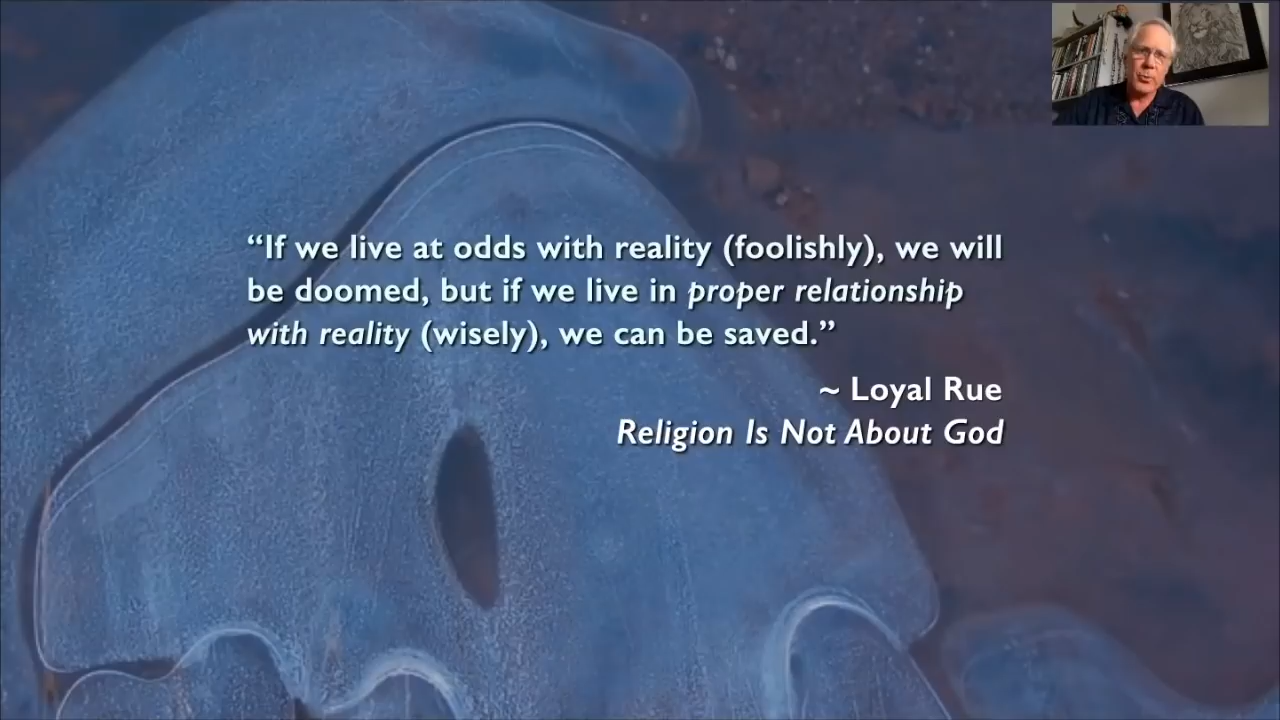 “If we live at odds with reality (foolishly), we will
be doomed, but if we live in proper relationship
with reality (wisely), we can be saved.”
~ Loyal Rue
Religion Is Not About God